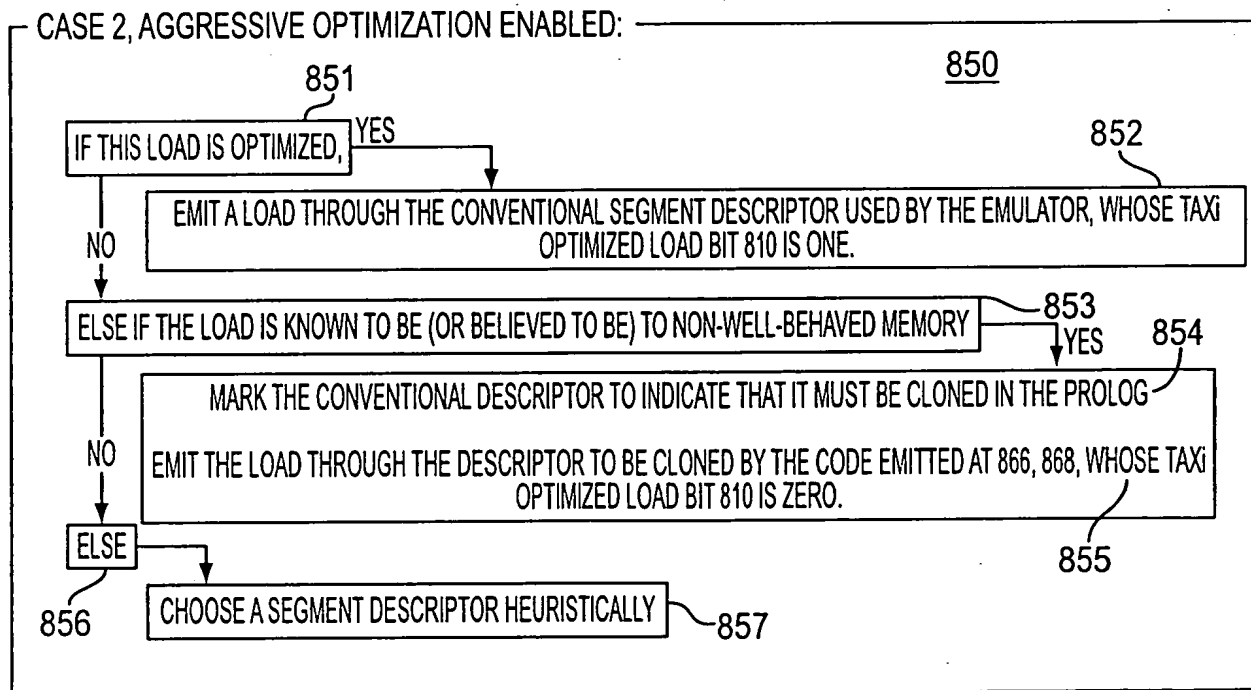 CASE 2, AGGRESSIVE OPTIMIZATION ENABLED:
850
851
IF THIS LOAD IS OPTIMIZED,
YES
852
EMIT A LOAD THROUGH THE CONVENTIONAL SEGMENT DESCRIPTOR USED BY THE EMULATOR, WHOSE TAXi
OPTIMIZED LOAD BIT 810 IS ONE.
NO
853
ELSE IF THE LOAD IS KNOWN TO BE (OR BELIEVED TO BE) TO NON-WELL-BEHAVED MEMORY
YES
854
MARK THE CONVENTIONAL DESCRIPTOR TO INDICATE THAT IT MUST BE CLONED IN THE PROLOG
NO
EMIT THE LOAD THROUGH THE DESCRIPTOR TO BE CLONED BY THE CODE EMITTED AT 866, 868, WHOSE TAXi
OPTIMIZED LOAD BIT 810 IS ZERO.
855
ELSE
856
CHOOSE A SEGMENT DESCRIPTOR HEURISTICALLY
857